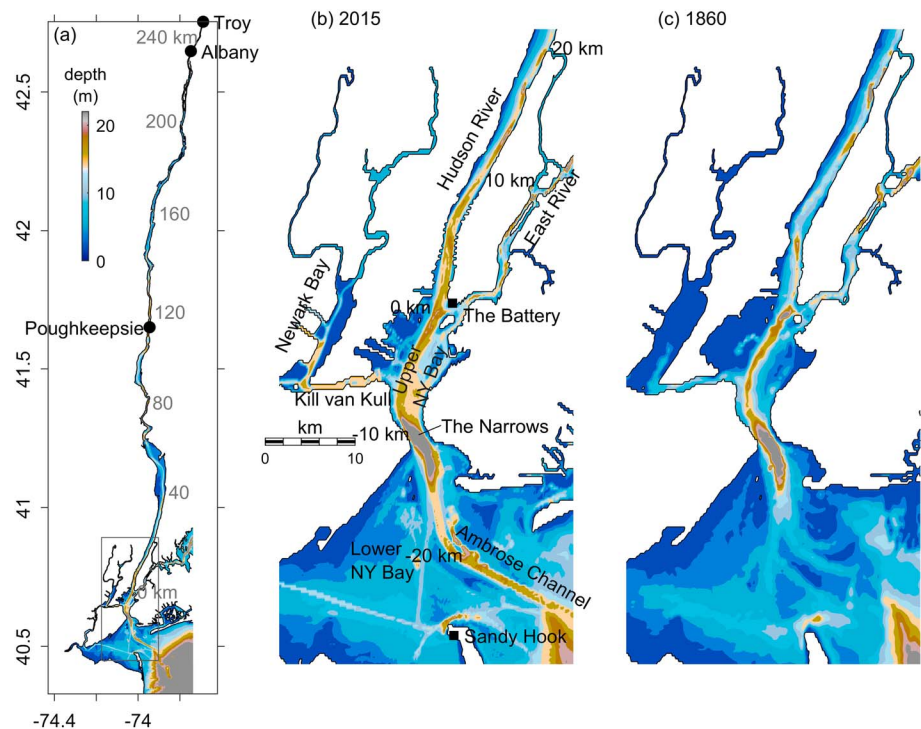 (a)
Troy
240 km
Albany
depth
(m)
20
10
0
200
160
120
Poughkeepsie
80
40
0 km
42.5
42
41.5
41
40.5
-74.4
-74
(b) 2015
20 km
Hudson River
10 km
East River
Newark Bay
0 km
The Battery
Upper
NY Bay
Kill van Kull
km
0
10
-10 km
The Narrows
Lower
NY Bay
-20 km
Ambrose Channel
Sandy Hook
(c) 1860